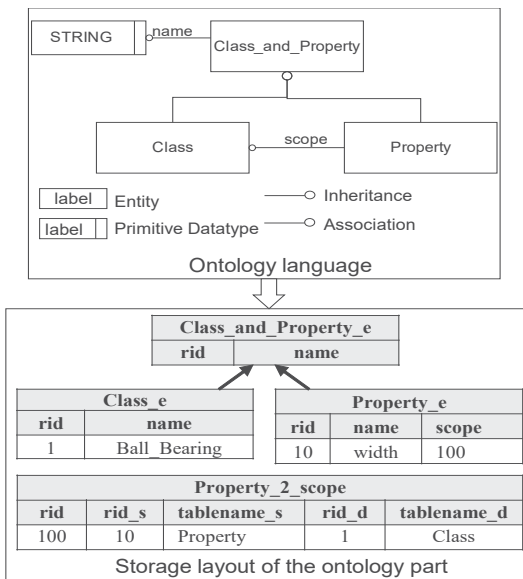 STRING
name
Class_and_Property
Class
scope
Property
label Entity
Inheritance
label Primitive Datatype
Association
Ontology language
Class_and_Property_e
rid name
Class_e
rid name
1 Ball_Bearing
Property_e
rid name scope
10 width 100
Property_2_scope
rid rid_s tablename_s rid_d tablename_d
100 10 Property 1 Class
Storage layout of the ontology part